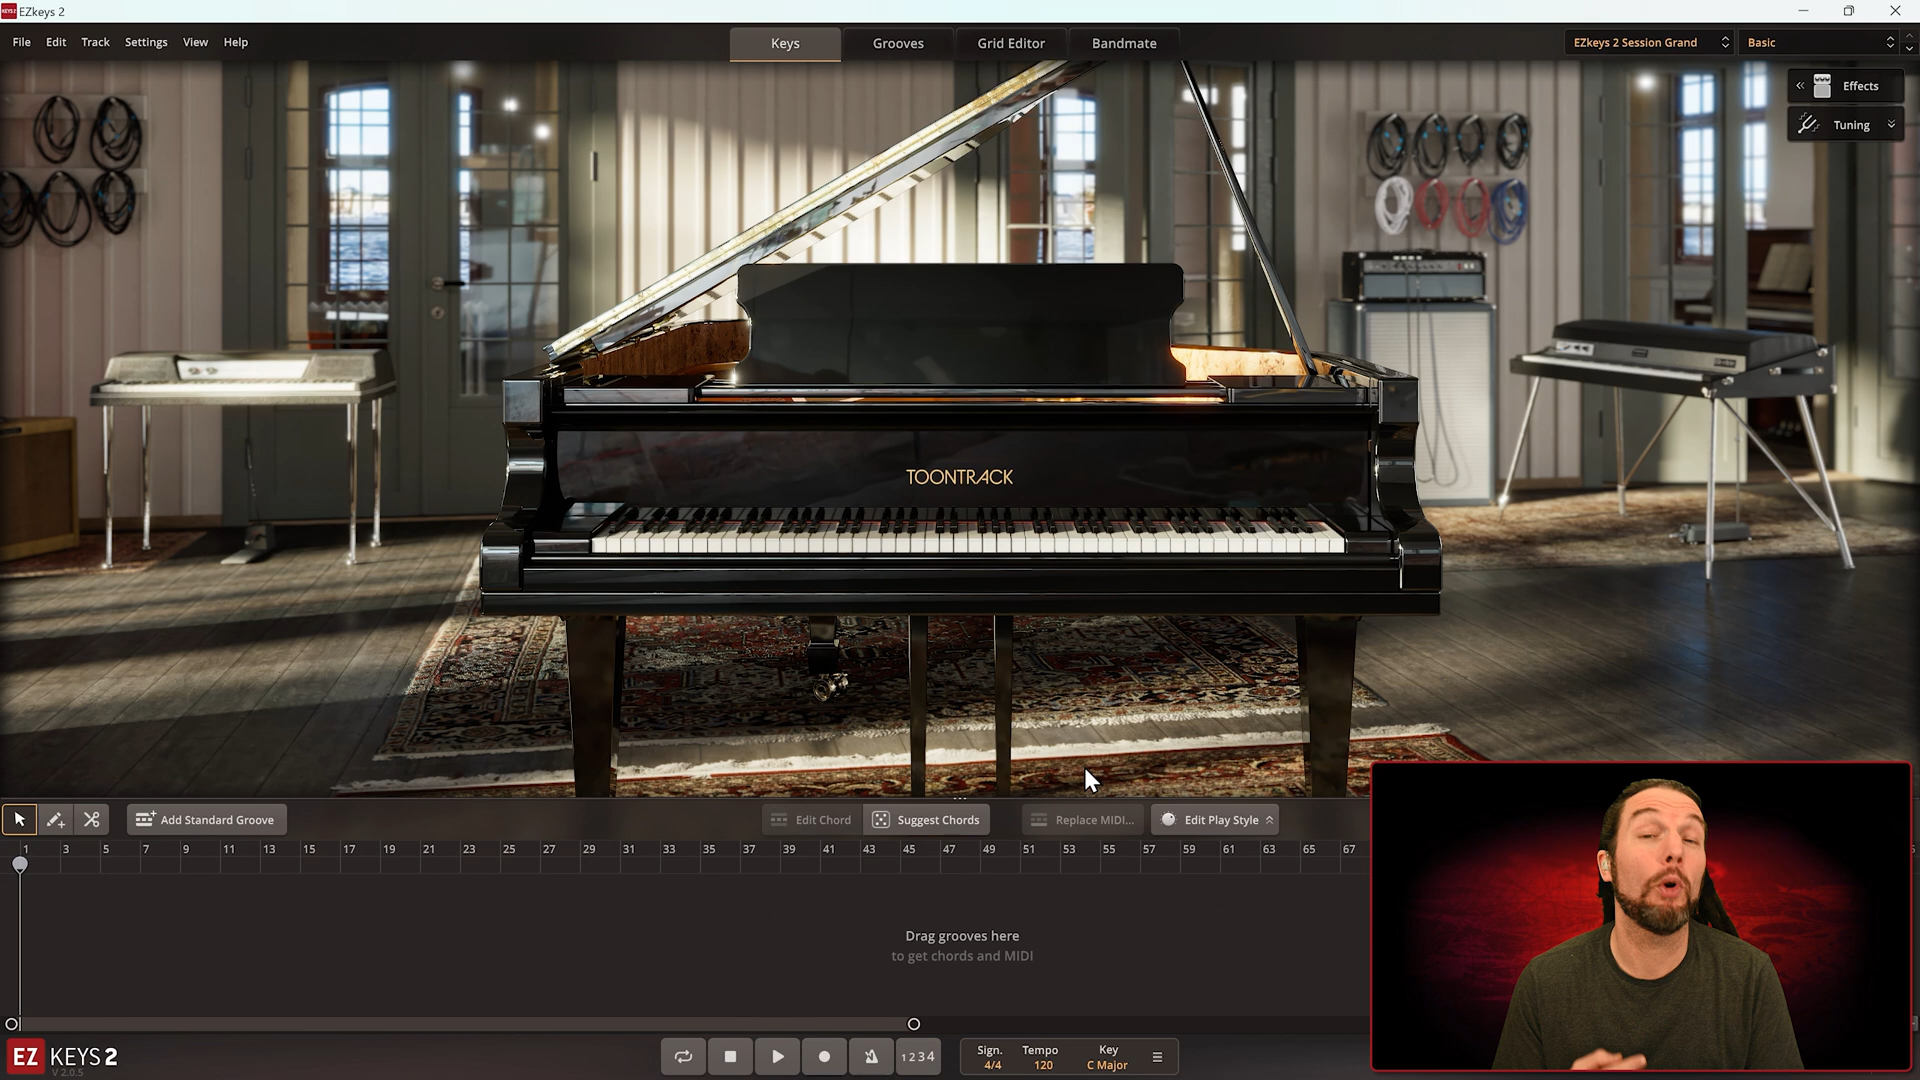 EZkeys 2
File Edit Track Settings View Help
Keys Grooves Grid Editor Bandmate
EZkeys 2 Session Grand Basic
Effects
Tuning
TOONTRACK
Add Standard Groove Edit Chord Suggest Chords Replace MIDI... Edit Play Style
1 3 5 7 9 11 13 15 17 19 21 23 25 27 29 31 33 35 37 39 41 43 45 47 49 51 53 55 57 59 61 63 65 67
Drag grooves here
to get chords and MIDI
EZ KEYS 2
V 2.0.5
1 2 3 4
Sign. Tempo Key
4/4 120 C Major